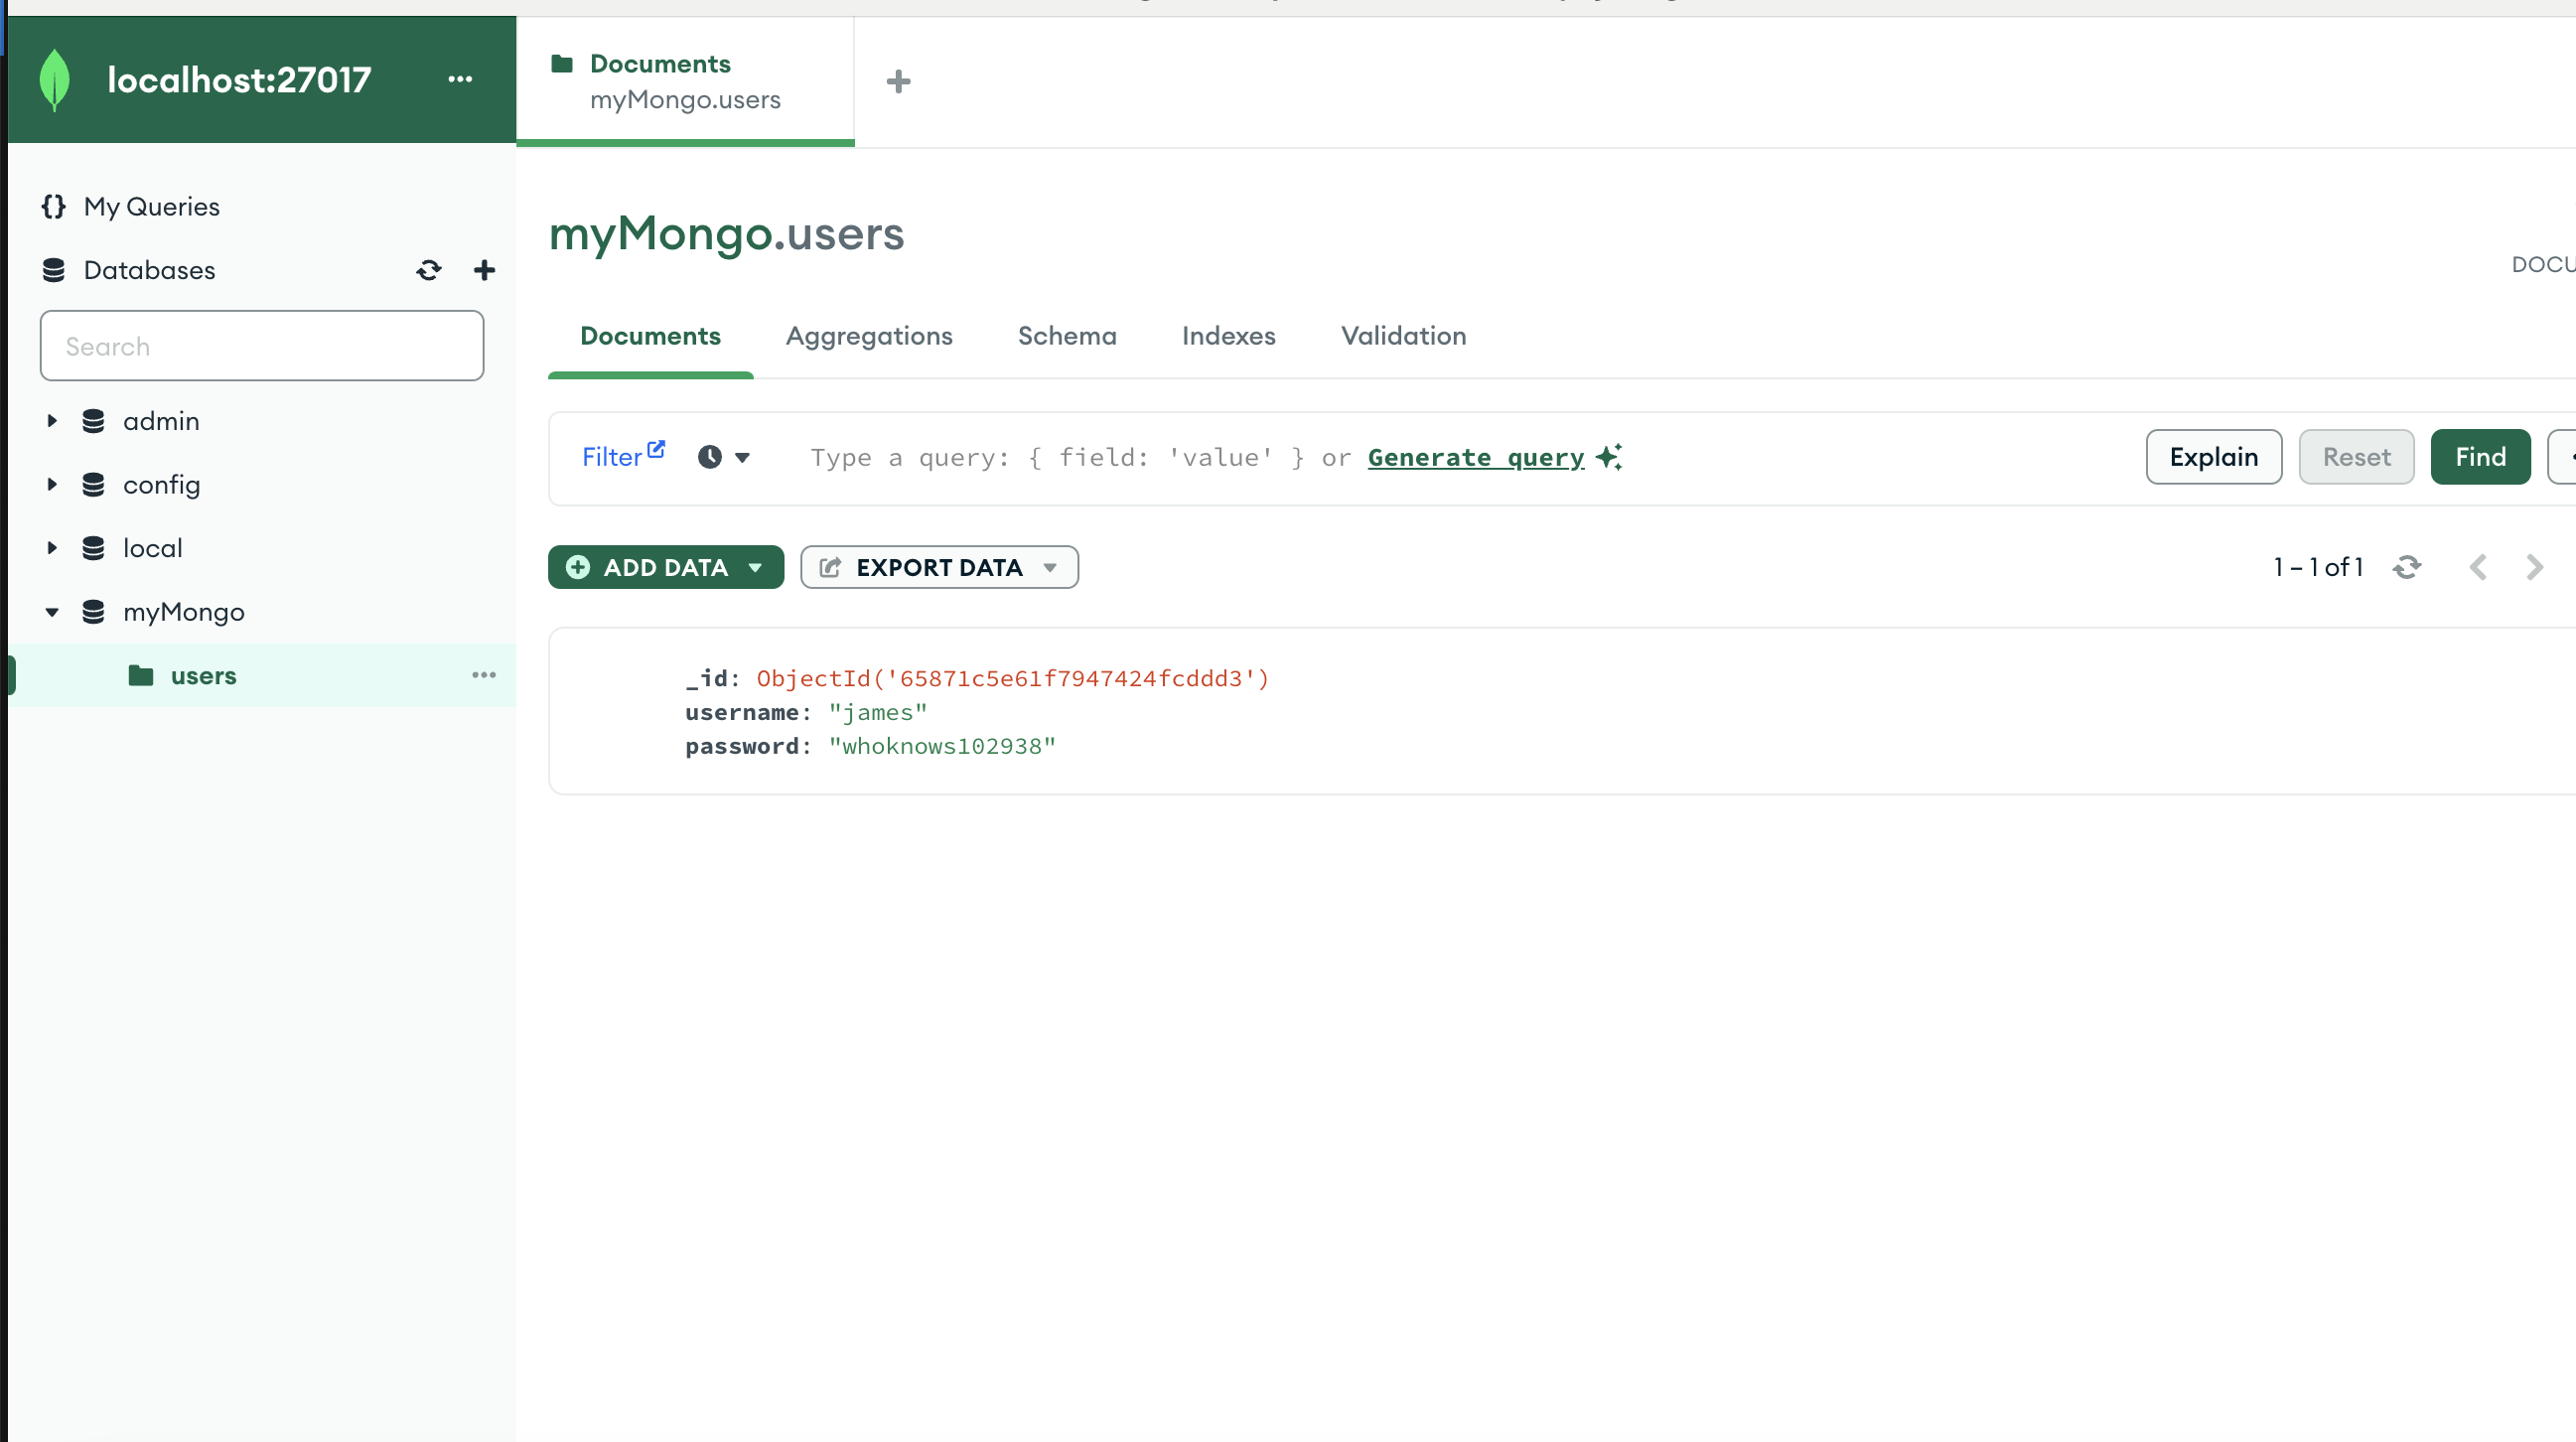 localhost:27017
Documents
myMongo.users
My Queries
Databases
Search
admin
config
local
myMongo
users
myMongo.users
DOCU
Documents Aggregations Schema Indexes Validation
Filter Type a query: { field: 'value' } or Generate query Explain Reset Find
ADD DATA EXPORT DATA 1 – 1 of 1
_id: ObjectId('65871c5e61f7947424fcddd3')
username: "james"
password: "whoknows102938"